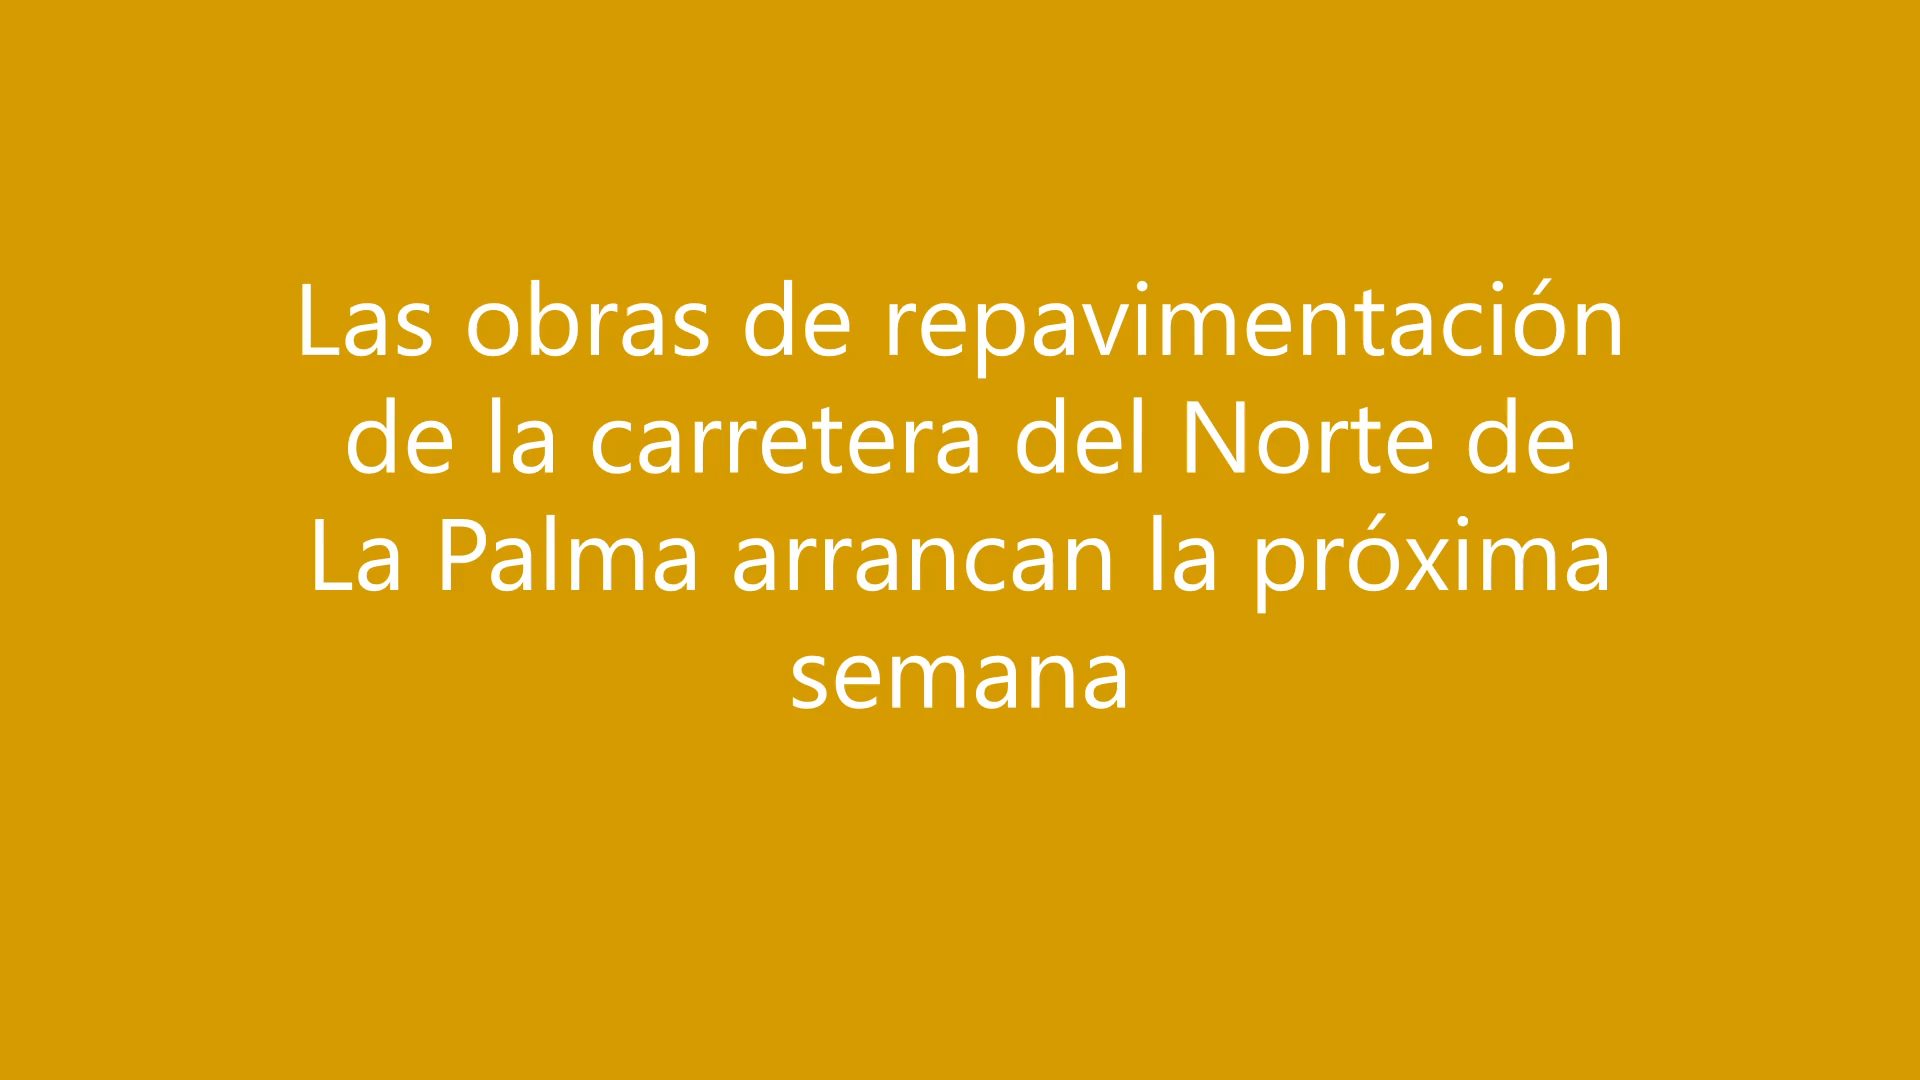 Las obras de repavimentación
de la carretera del Norte de
La Palma arrancan la próxima
semana